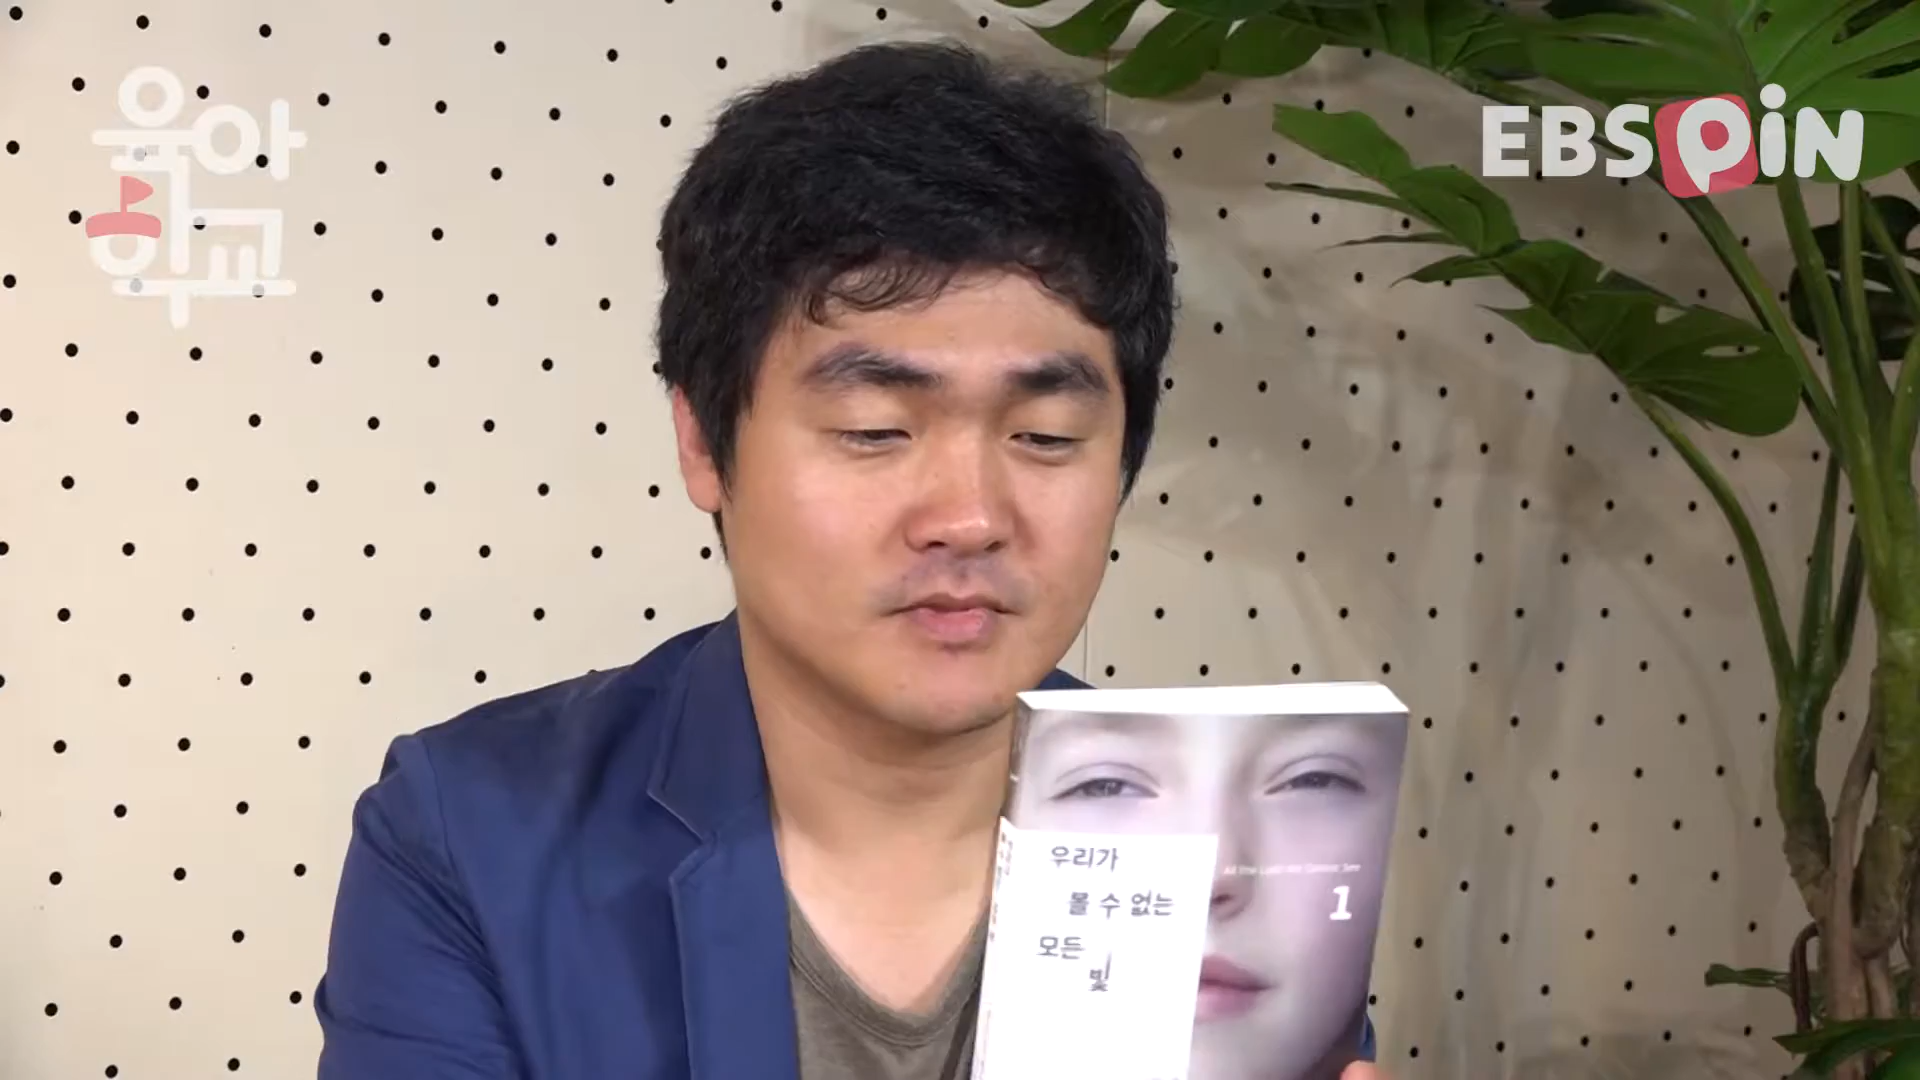 육아
학교
EBS PiN
우리가
볼 수 없는
모든
빛
All the Light We Cannot See
1